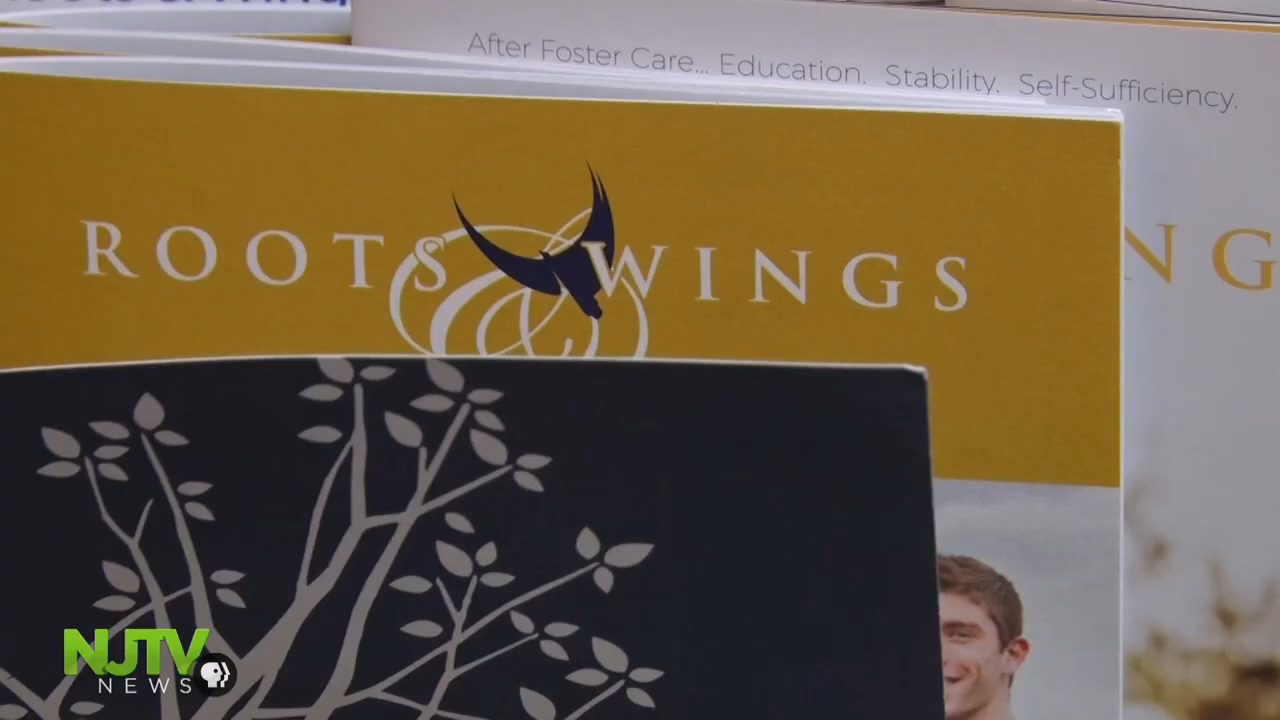 After Foster Care... Education. Stability. Self-Sufficiency.
ROOTS & WINGS
NG
NJTV
NEWS